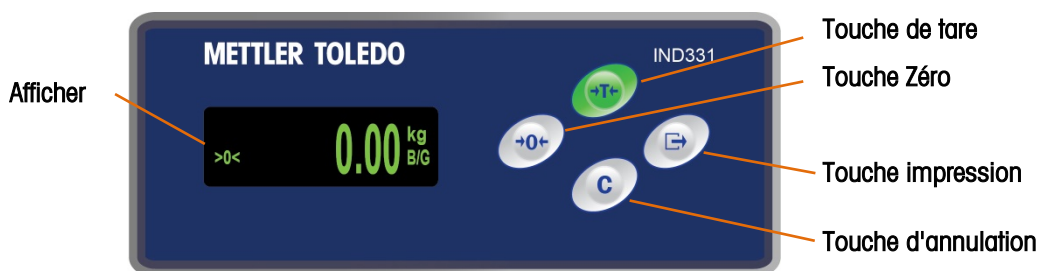 METTLER TOLEDO
IND331
Touche de tare
Touche Zéro
Afficher
→T←
>0<
0.00 kg
B/G
→0←
C
Touche impression
Touche d'annulation